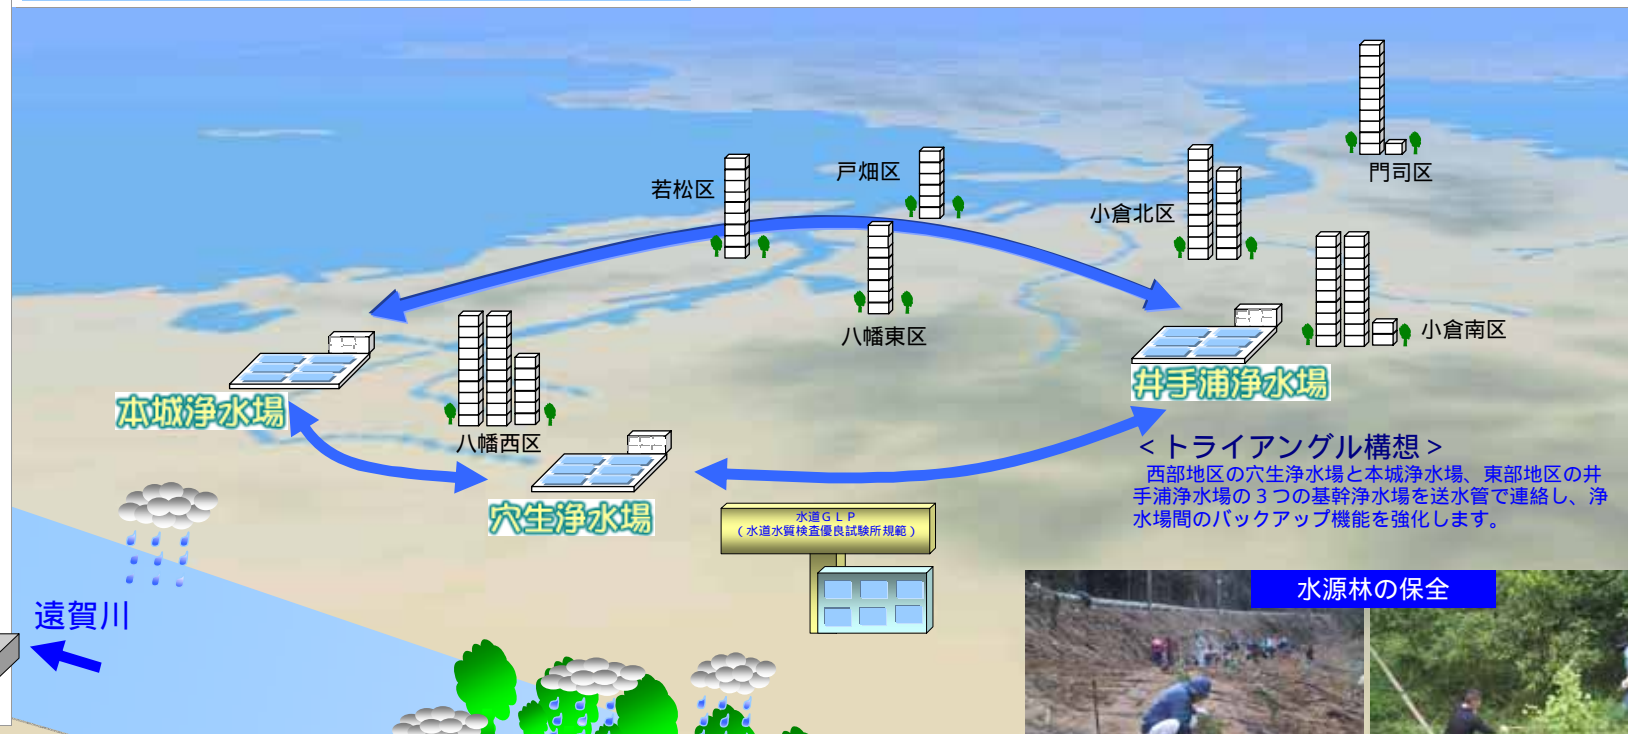 門司区
戸畑区
若松区
小倉北区
八幡東区
小倉南区
井手浦浄水場
本城浄水場
八幡西区
穴生浄水場
<トライアングル構想>
西部地区の穴生浄水場と本城浄水場、東部地区の井
手浦浄水場の３つの基幹浄水場を送水管で連絡し、浄
水場間のバックアップ機能を強化します。
水道ＧＬＰ
(水道水質検査優良試験所規範)
水源林の保全
遠賀川